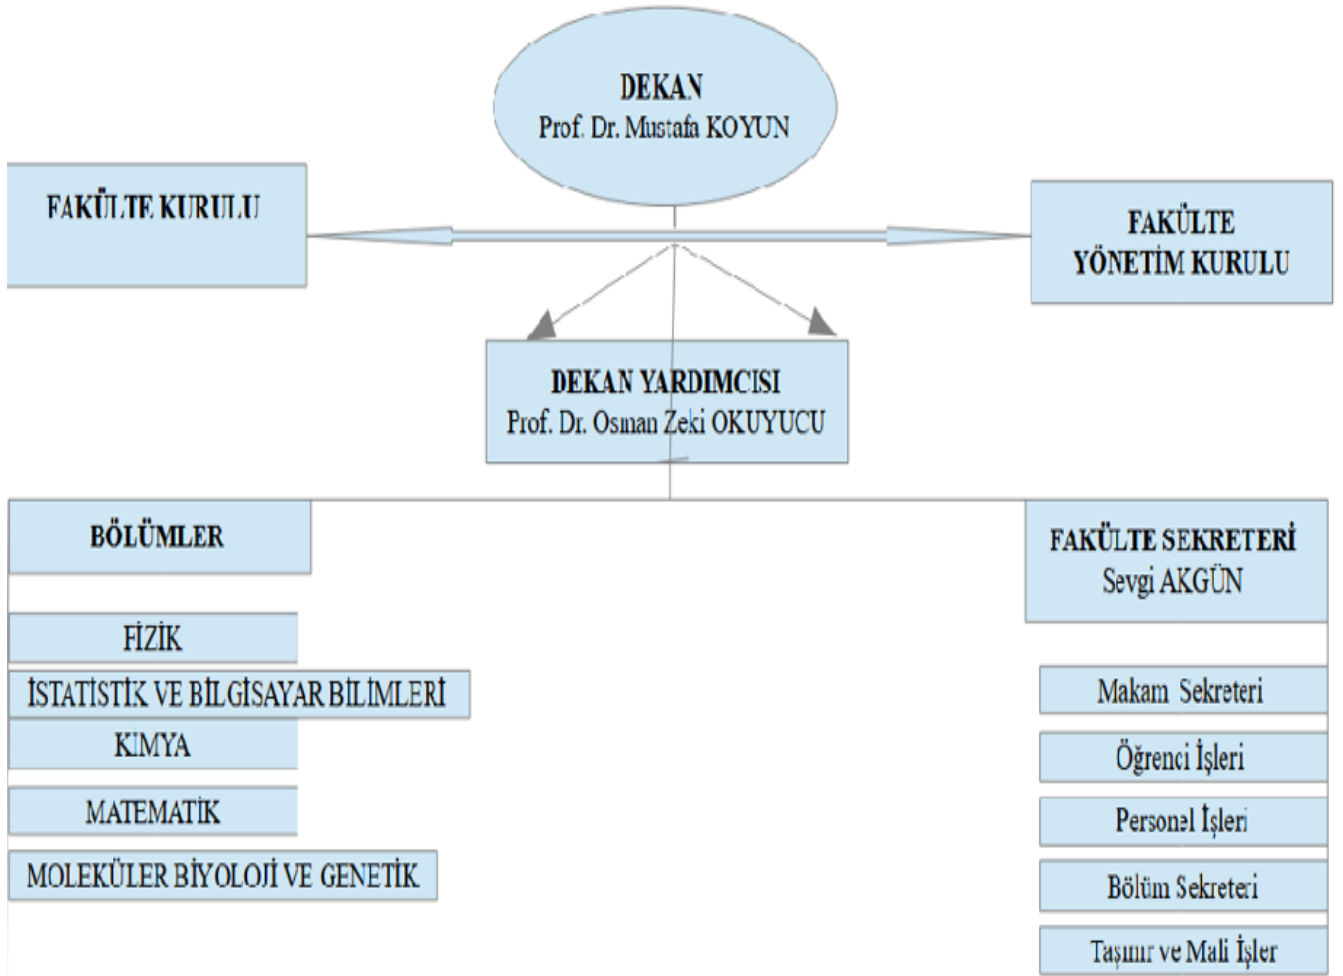 DEKAN
Prof. Dr. Mustafa KOYUN
FAKÜLTE KURULU
FAKÜLTE
YÖNETİM KURULU
DEKAN YARDIMCISI
Prof. Dr. Osman Zeki OKUYUCU
BÖLÜMLER
FİZİK
İSTATİSTİK VE BİLGİSAYAR BİLİMLERİ
KİMYA
MATEMATİK
MOLEKÜLER BİYOLOJİ VE GENETİK
FAKÜLTE SEKRETERİ
Sevgi AKGÜN
Makam Sekreteri
Öğrenci İşleri
Personel İşleri
Bölüm Sekreteri
Taşınır ve Mali İşler